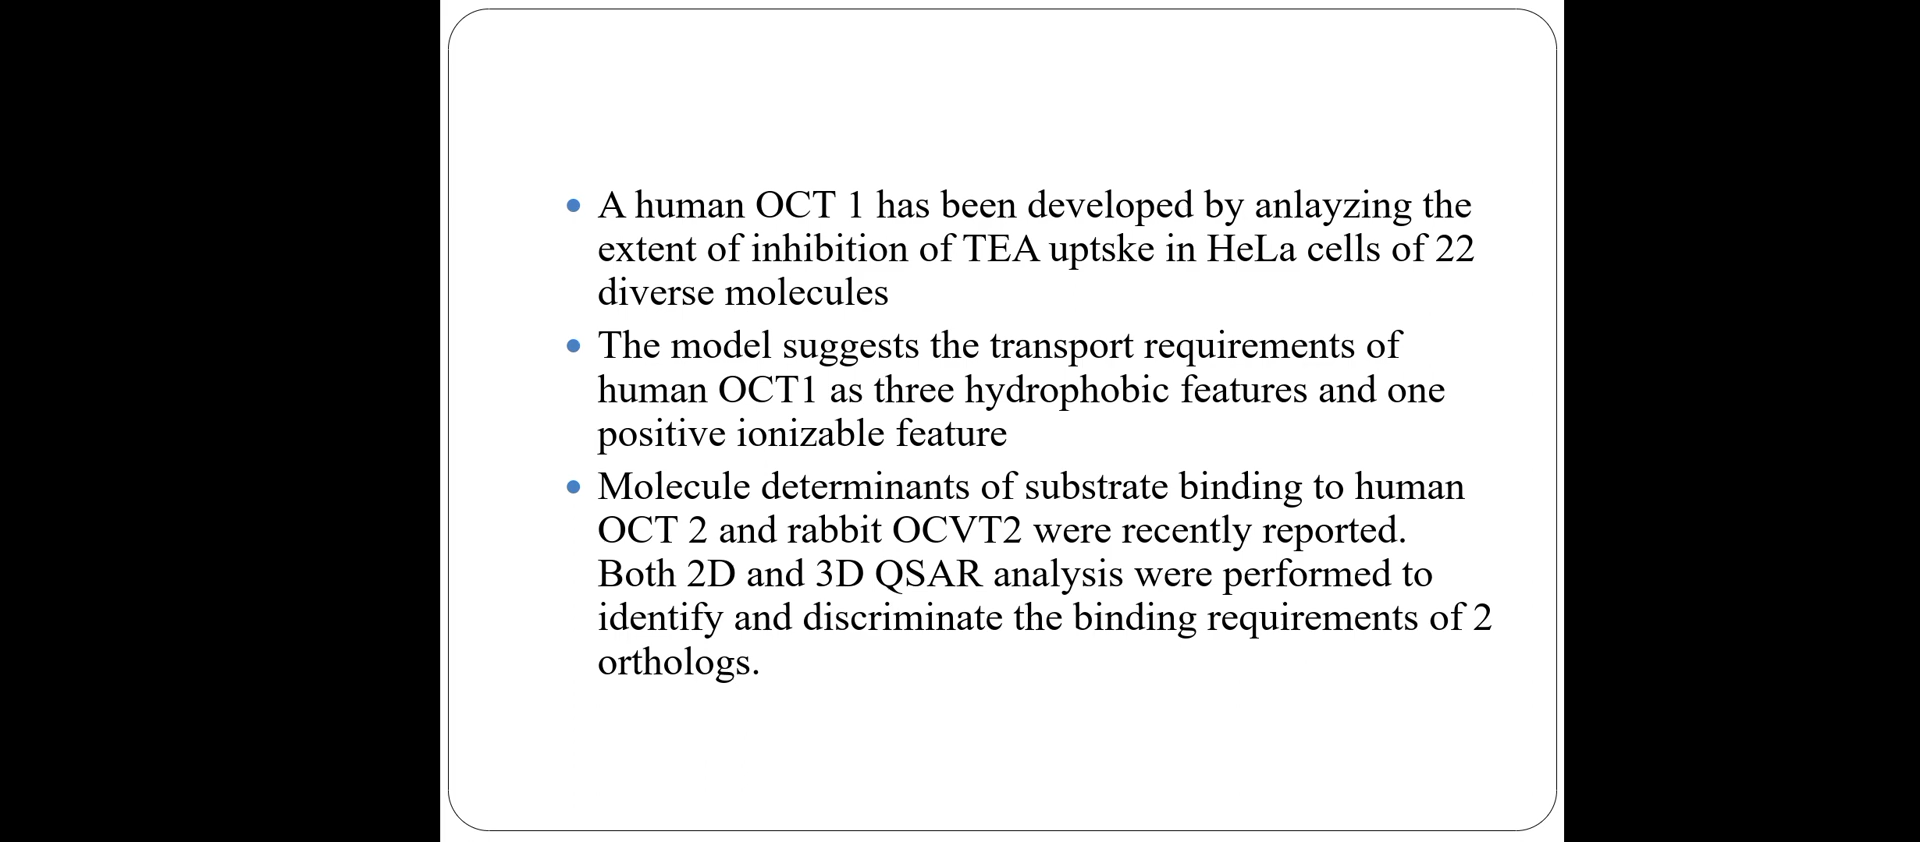 • A human OCT 1 has been developed by anlayzing the
extent of inhibition of TEA uptske in HeLa cells of 22
diverse molecules
• The model suggests the transport requirements of
human OCT1 as three hydrophobic features and one
positive ionizable feature
• Molecule determinants of substrate binding to human
OCT 2 and rabbit OCVT2 were recently reported.
Both 2D and 3D QSAR analysis were performed to
identify and discriminate the binding requirements of 2
orthologs.